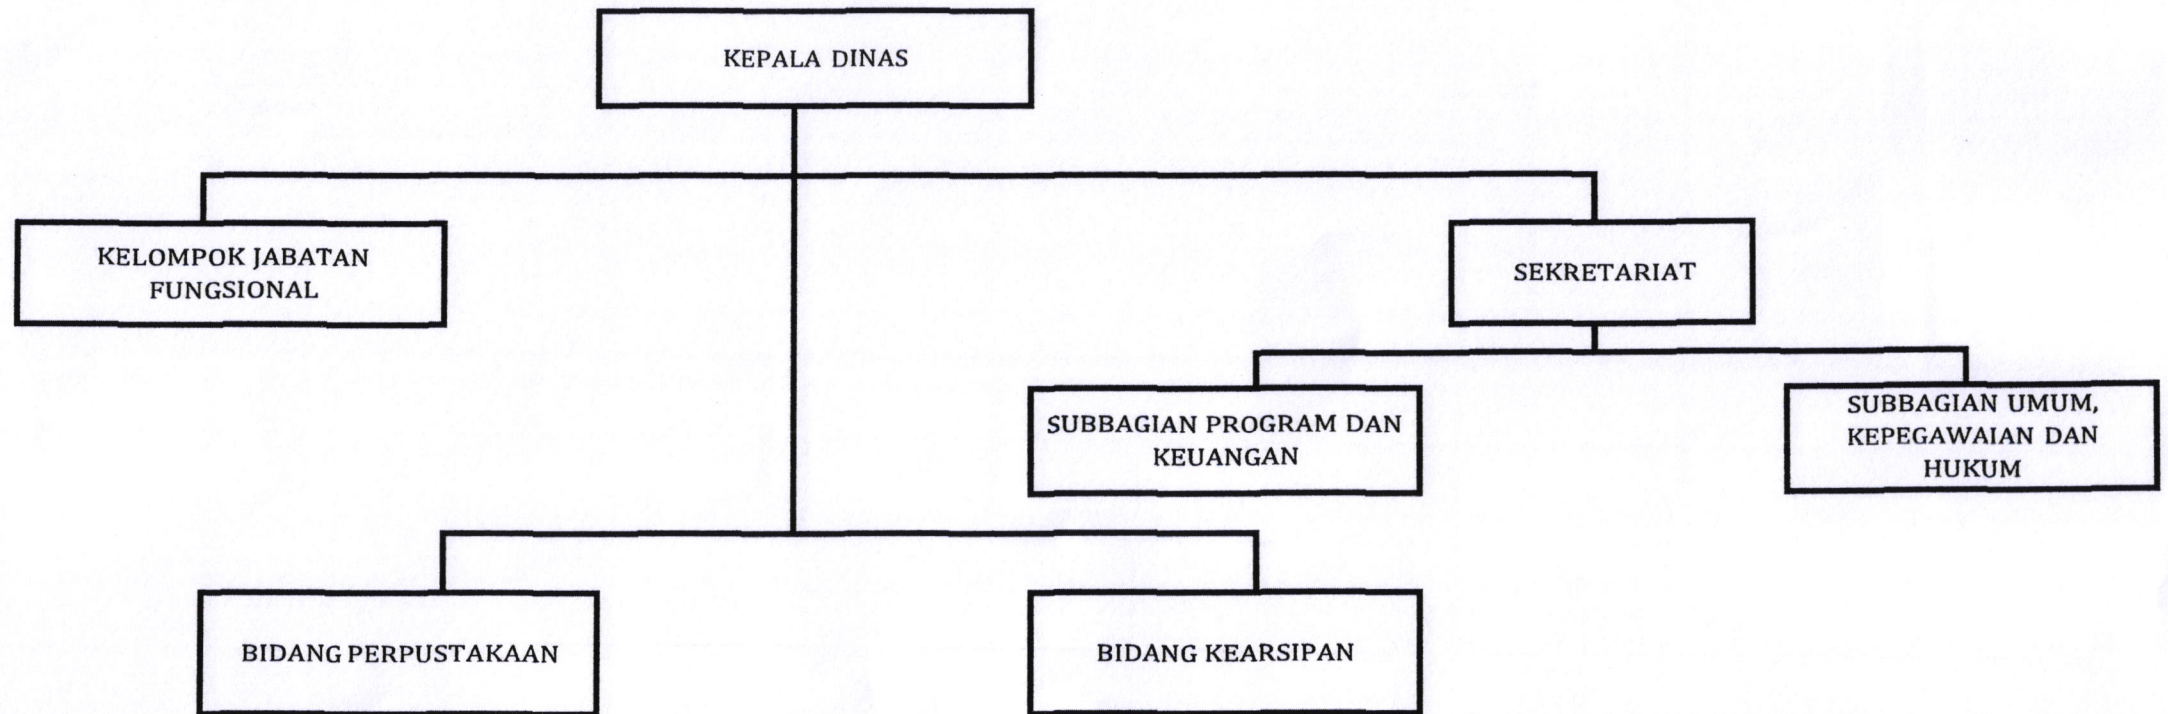 KEPALA DINAS
KELOMPOK JABATAN
FUNGSIONAL
SEKRETARIAT
SUBBAGIAN PROGRAM DAN
KEUANGAN
SUBBAGIAN UMUM,
KEPEGAWAIAN DAN
HUKUM
BIDANG PERPUSTAKAAN
BIDANG KEARSIPAN